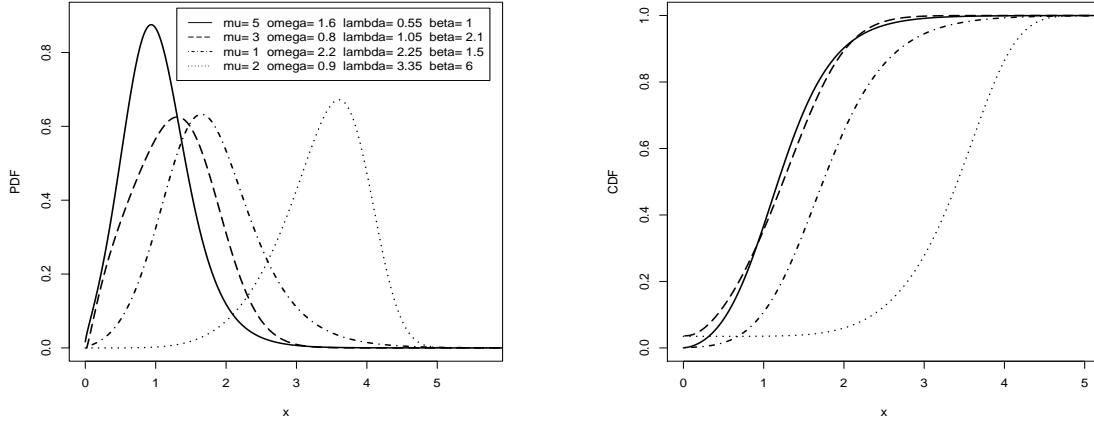 mu= 5 omega= 1.6 lambda= 0.55 beta= 1
mu= 3 omega= 0.8 lambda= 1.05 beta= 2.1
mu= 1 omega= 2.2 lambda= 2.25 beta= 1.5
mu= 2 omega= 0.9 lambda= 3.35 beta= 6
PDF
0.8
0.6
0.4
0.2
0.0
0 1 2 3 4 5
x
CDF
1.0
0.8
0.6
0.4
0.2
0.0
0 1 2 3 4 5
x